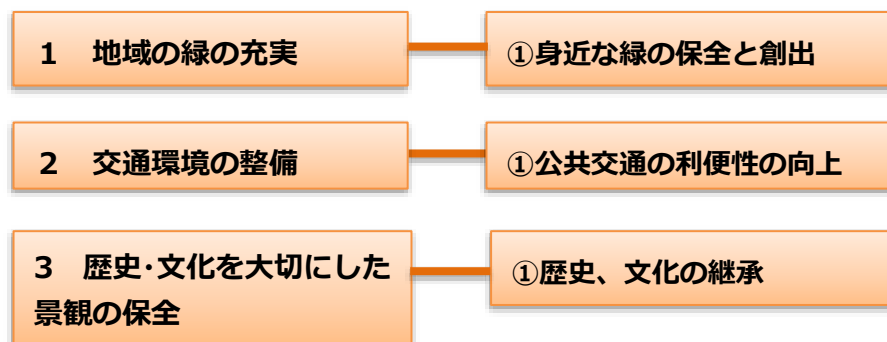 1　地域の緑の充実
①身近な緑の保全と創出
2　交通環境の整備
①公共交通の利便性の向上
3　歴史･文化を大切にした
景観の保全
①歴史、文化の継承